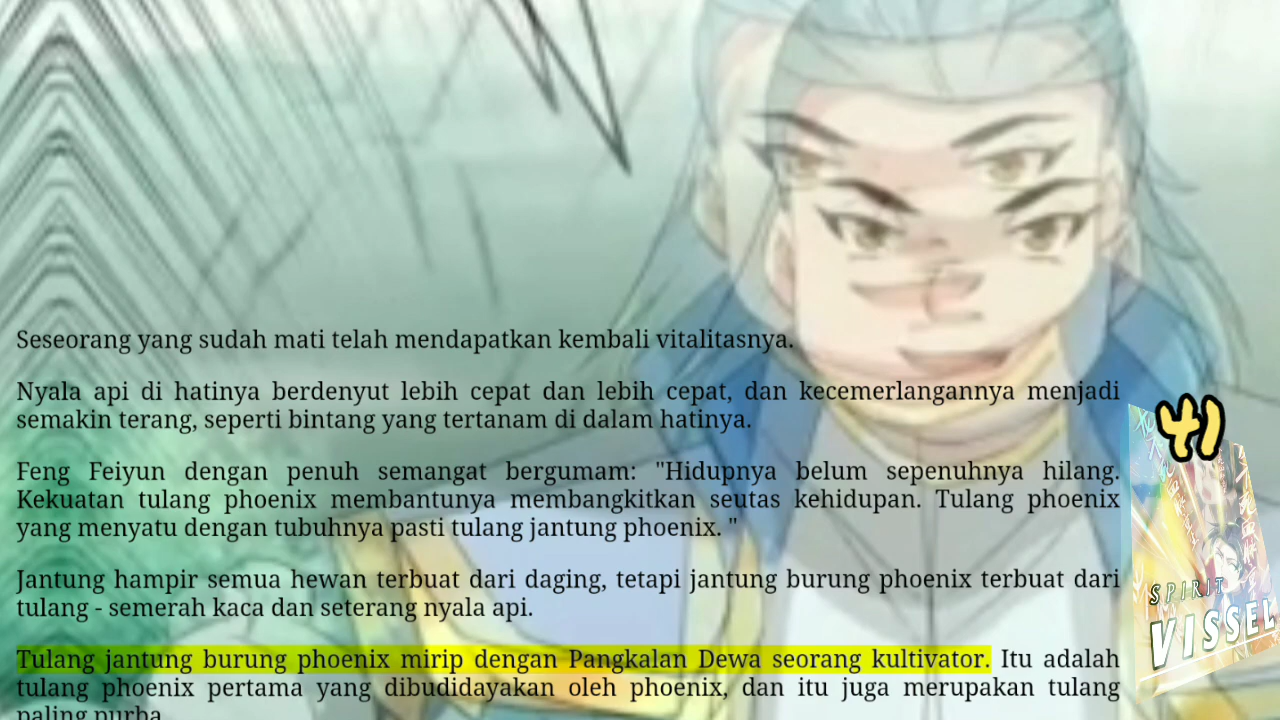 Seseorang yang sudah mati telah mendapatkan kembali vitalitasnya.
Nyala api di hatinya berdenyut lebih cepat dan lebih cepat, dan kecemerlangannya menjadi
semakin terang, seperti bintang yang tertanam di dalam hatinya.
Feng Feiyun dengan penuh semangat bergumam: "Hidupnya belum sepenuhnya hilang.
Kekuatan tulang phoenix membantunya membangkitkan seutas kehidupan. Tulang phoenix
yang menyatu dengan tubuhnya pasti tulang jantung phoenix. "
Jantung hampir semua hewan terbuat dari daging, tetapi jantung burung phoenix terbuat dari
tulang - semerah kaca dan seterang nyala api.
Tulang jantung burung phoenix mirip dengan Pangkalan Dewa seorang kultivator. Itu adalah
tulang phoenix pertama yang dibudidayakan oleh phoenix, dan itu juga merupakan tulang
paling purba.
41
SPIRIT
VISSEL